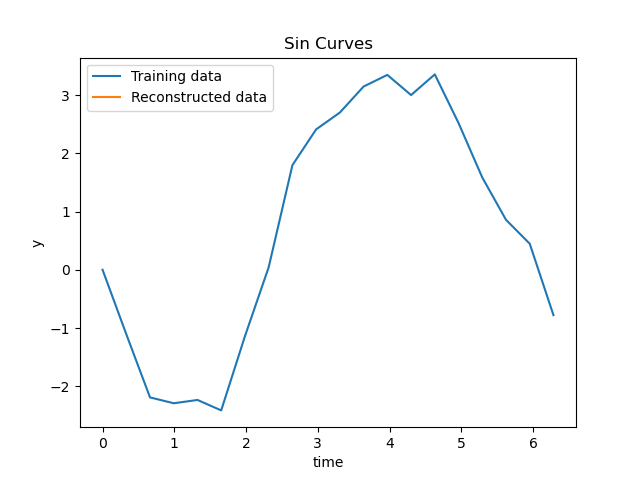 Sin Curves
Training data
Reconstructed data
3
2
1
0
−1
−2
y
0
1
2
3
4
5
6
time